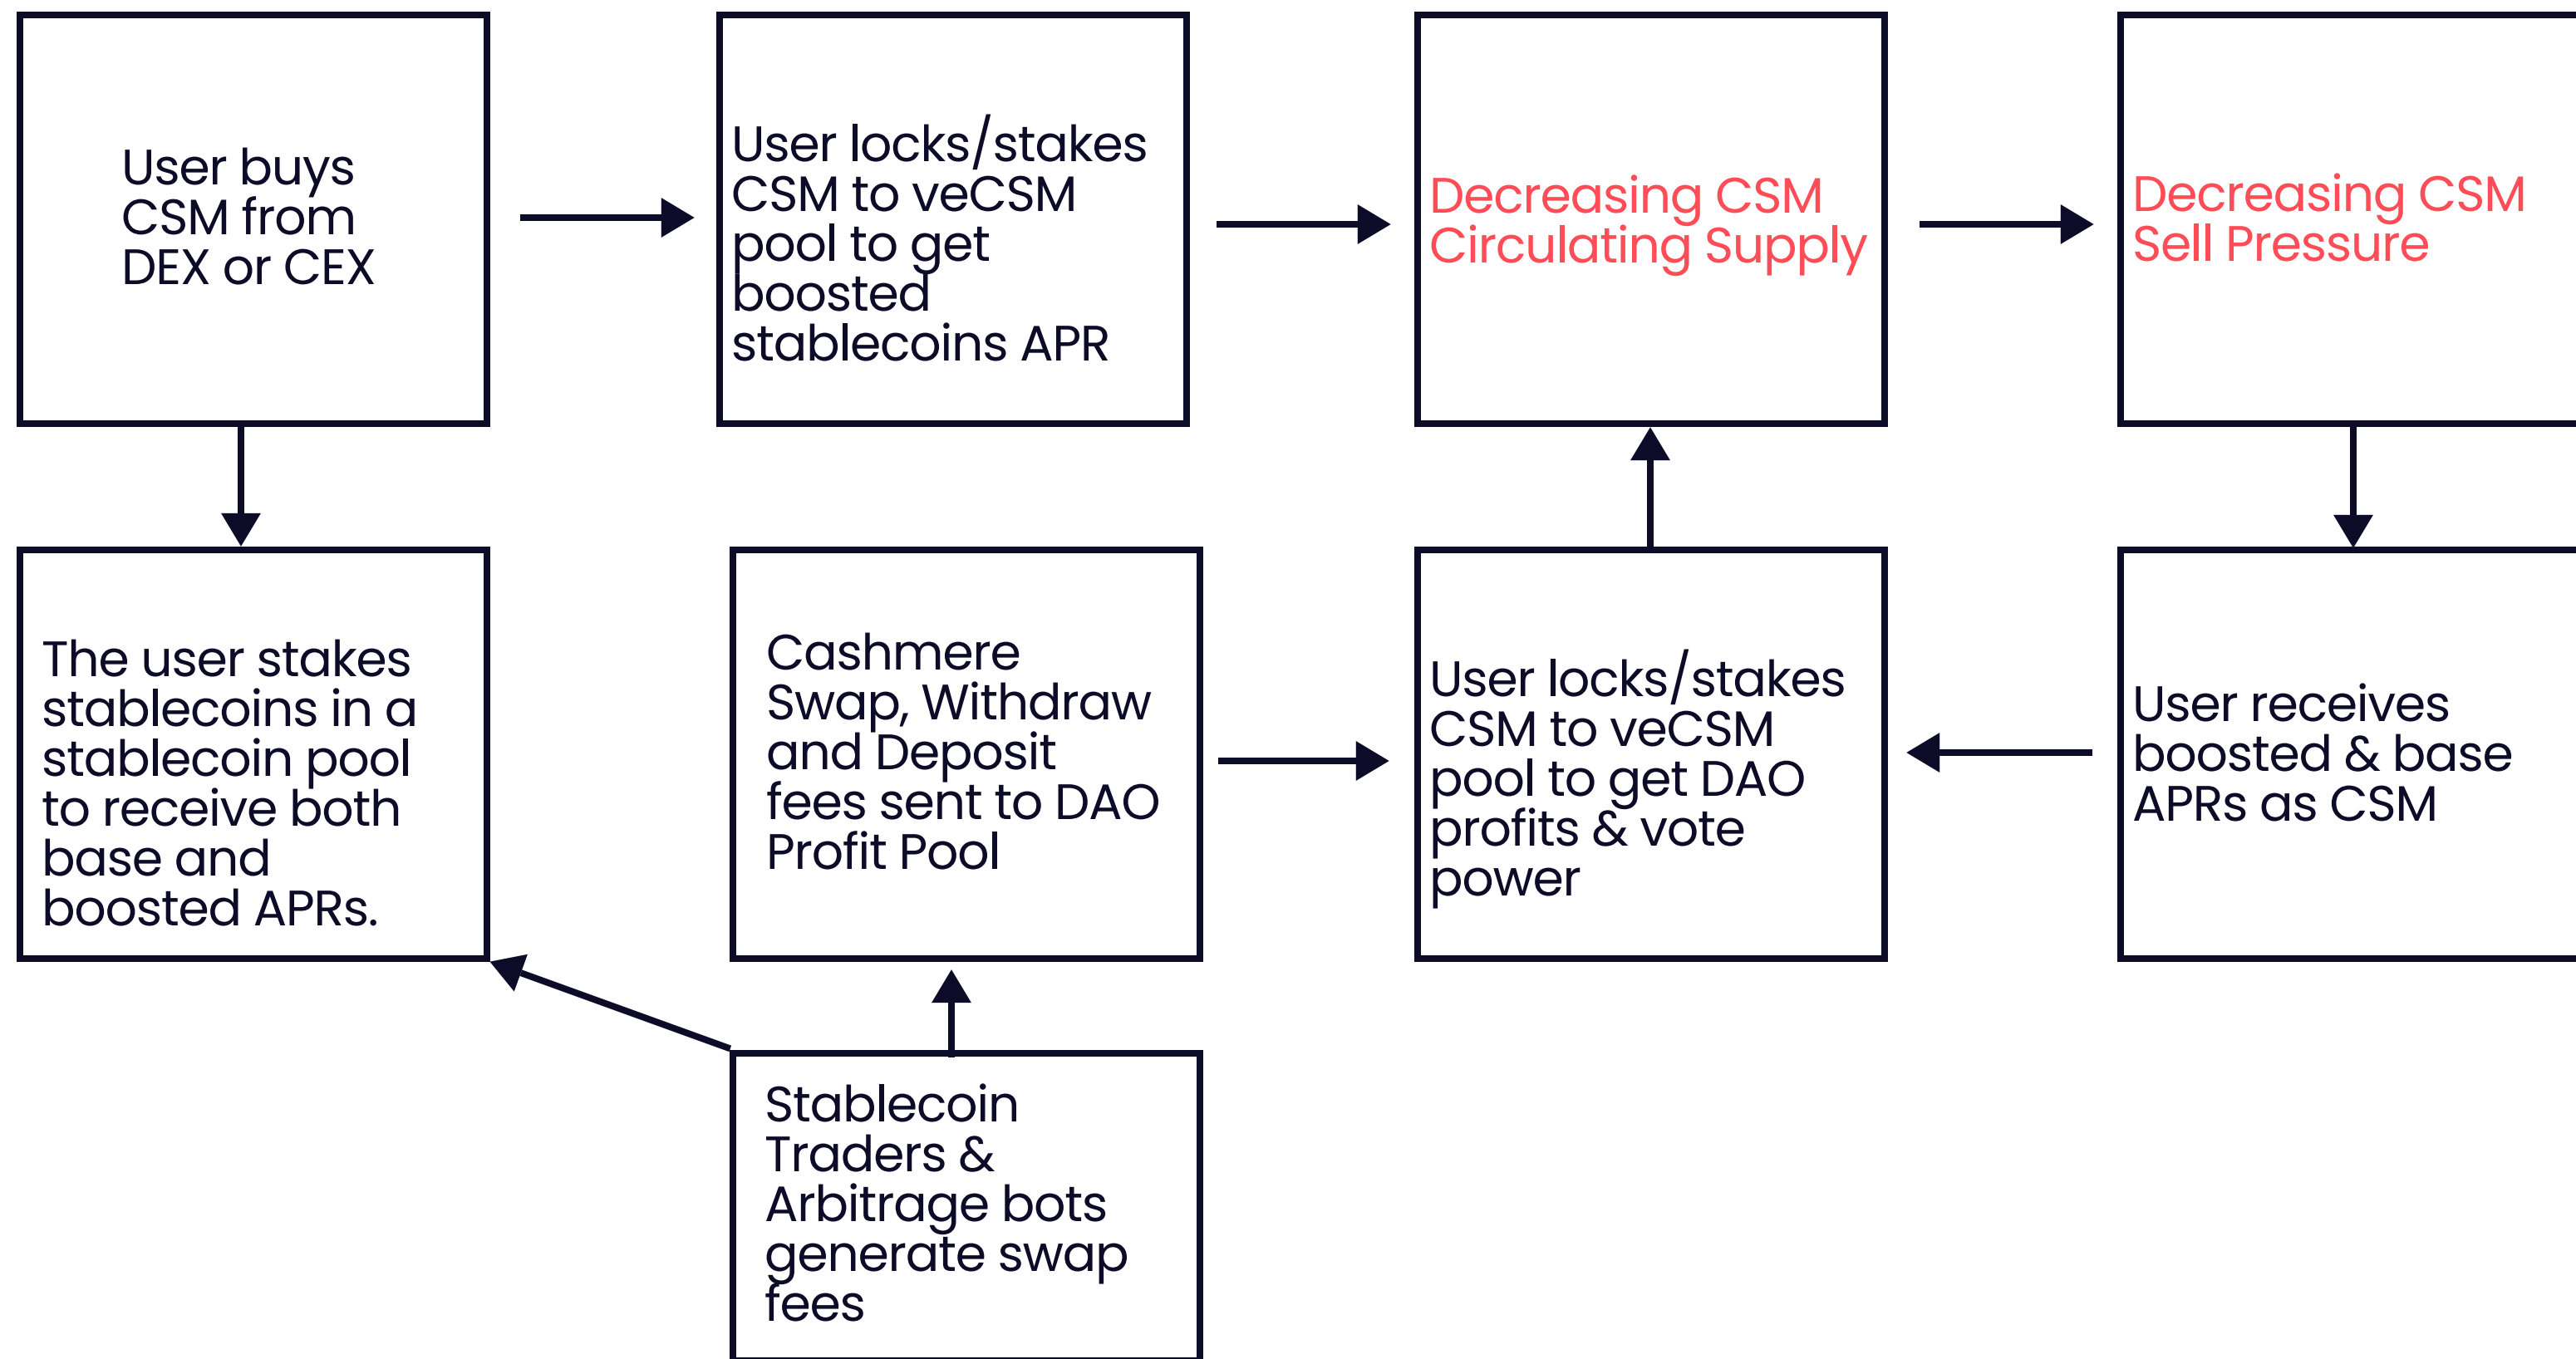 User buys
CSM from
DEX or CEX
User locks/stakes
CSM to veCSM
pool to get
boosted
stablecoins APR
Decreasing CSM
Circulating Supply
Decreasing CSM
Sell Pressure
The user stakes
stablecoins in a
stablecoin pool
to receive both
base and
boosted APRs.
Cashmere
Swap, Withdraw
and Deposit
fees sent to DAO
Profit Pool
User locks/stakes
CSM to veCSM
pool to get DAO
profits & vote
power
User receives
boosted & base
APRs as CSM
Stablecoin
Traders &
Arbitrage bots
generate swap
fees